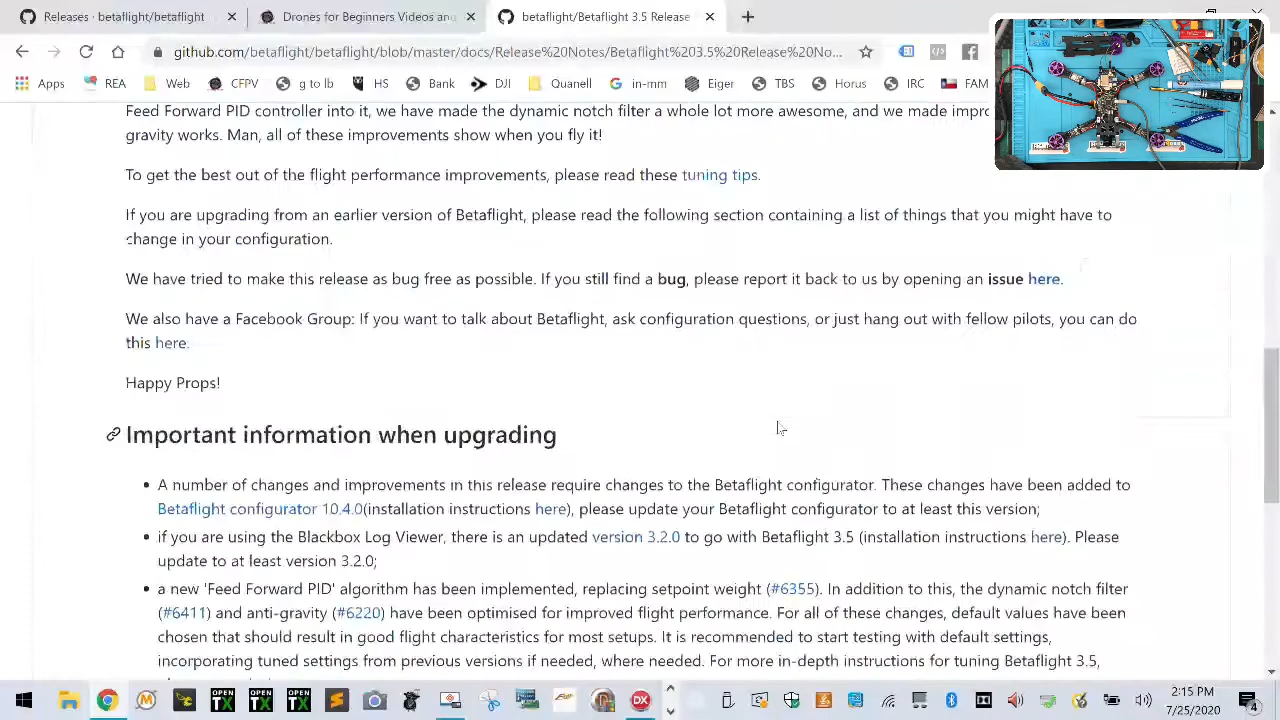 Releases · betaflight/betaflight
Drones for Beginners Videos and
betaflight/Betaflight 3.5 Release
github.com/betaflight/betaflight
master/docs
Notes/Betaflight%203.5%20Release%20...
Apps
REA
Web
CFPV
jlb
HS
Bank
Ouanell
in-mm
Eige
TBS
Horus
IRC
FAM
Feed Forward PID controller into it, we have made the dynamic notch filter a whole lot more awesome, and we made impro
gravity works. Man, all of these improvements show when you fly it!
To get the best out of the flight performance improvements, please read these tuning tips.
If you are upgrading from an earlier version of Betaflight, please read the following section containing a list of things that you might have to
change in your configuration.
We have tried to make this release as bug free as possible. If you still find a bug, please report it back to us by opening an issue here.
We also have a Facebook Group: If you want to talk about Betaflight, ask configuration questions, or just hang out with fellow pilots, you can do
this here.
Happy Props!
Important information when upgrading
• A number of changes and improvements in this release require changes to the Betaflight configurator. These changes have been added to
Betaflight configurator 10.4.0(installation instructions here), please update your Betaflight configurator to at least this version;
• if you are using the Blackbox Log Viewer, there is an updated version 3.2.0 to go with Betaflight 3.5 (installation instructions here). Please
update to at least version 3.2.0;
• a new 'Feed Forward PID' algorithm has been implemented, replacing setpoint weight (#6355). In addition to this, the dynamic notch filter
(#6411) and anti-gravity (#6220) have been optimised for improved flight performance. For all of these changes, default values have been
chosen that should result in good flight characteristics for most setups. It is recommended to start testing with default settings,
incorporating tuned settings from previous versions if needed, where needed. For more in-depth instructions for tuning Betaflight 3.5,
OPEN TX
OPEN TX
OPEN TX
DX
2:15 PM
7/25/2020
4